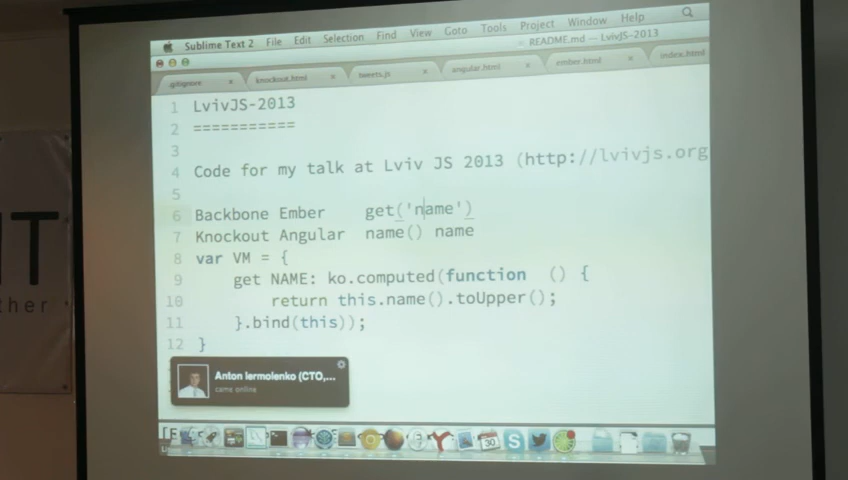 Sublime Text 2 File Edit Selection Find View Goto Tools Project Window Help
README.md — LvivJS-2013
.gitignore knockout.html tweets.js angular.html ember.html index.html
1 LvivJS-2013
2 ===========
3
4 Code for my talk at Lviv JS 2013 (http://lvivjs.org
5
6 Backbone Ember get('name')
7 Knockout Angular name() name
8 var VM = {
9 get NAME: ko.computed(function () {
10 return this.name().toUpper();
11 }.bind(this));
12 }
Anton Iermolenko (CTO,...
came online
30
IT
ther